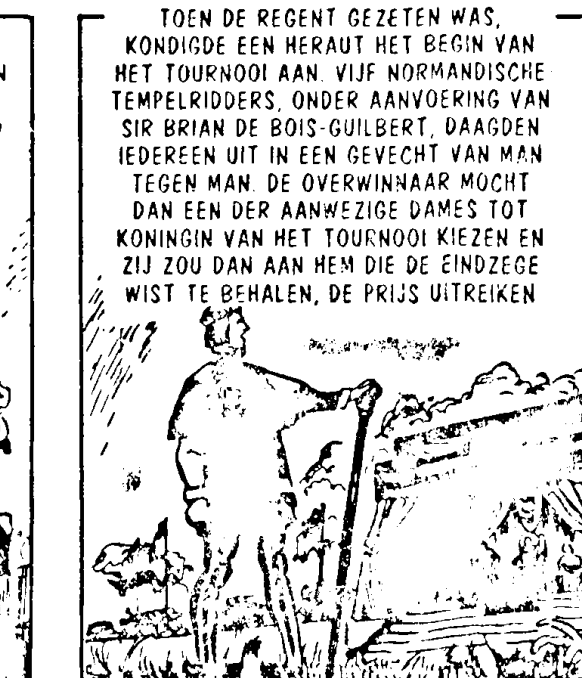 TOEN DE REGENT GEZETEN WAS,
KONDIGDE EEN HERAUT HET BEGIN VAN
HET TOURNOOI AAN. VIJF NORMANDISCHE
TEMPELRIDDERS, ONDER AANVOERING VAN
SIR BRIAN DE BOIS-GUILBERT, DAAGDEN
IEDEREEN UIT IN EEN GEVECHT VAN MAN
TEGEN MAN. DE OVERWINNAAR MOCHT
DAN EEN DER AANWEZIGE DAMES TOT
KONINGIN VAN HET TOURNOOI KIEZEN EN
ZIJ ZOU DAN AAN HEM DIE DE EINDZEGE
WIST TE BEHALEN, DE PRIJS UITREIKEN